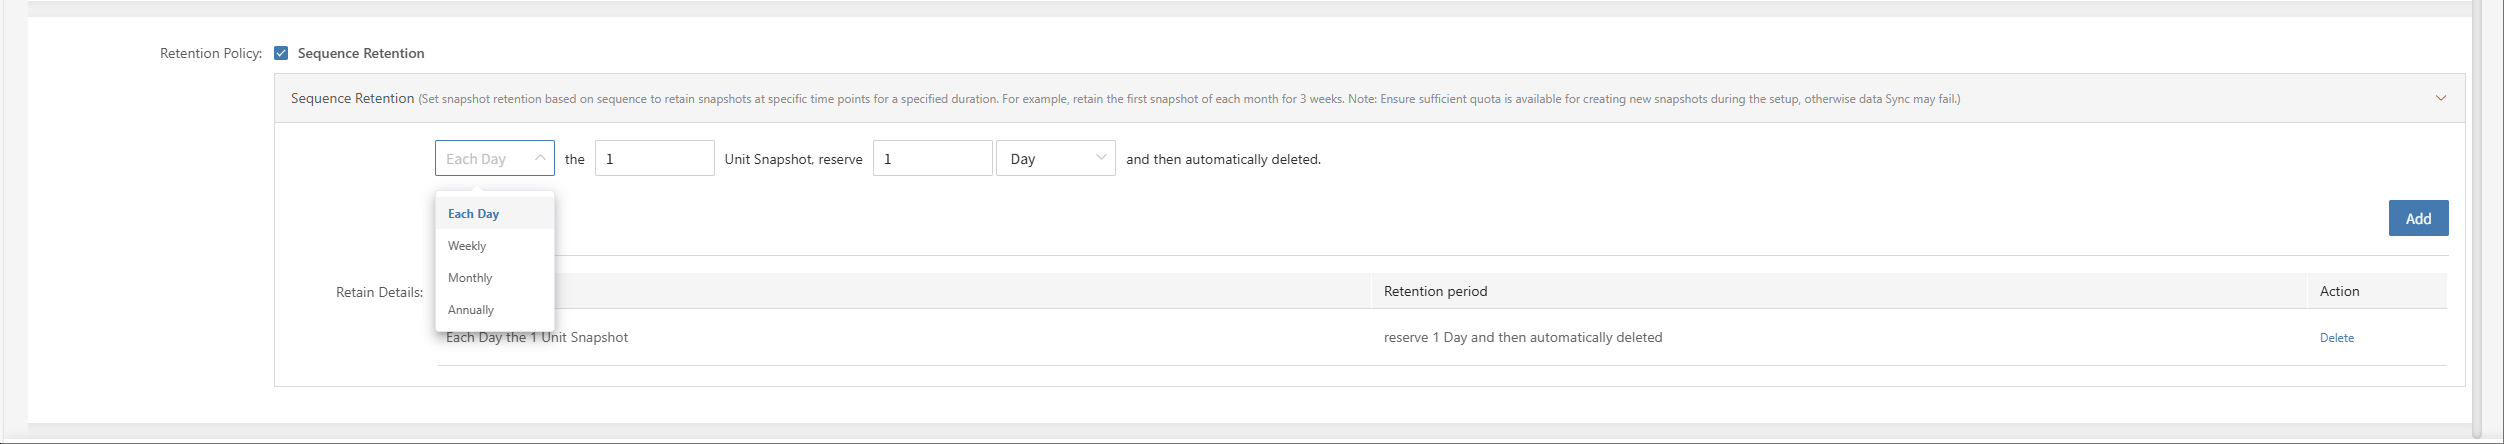 Retention Policy: Sequence Retention
Sequence Retention (Set snapshot retention based on sequence to retain snapshots at specific time points for a specified duration. For example, retain the first snapshot of each month for 3 weeks. Note: Ensure sufficient quota is available for creating new snapshots during the setup, otherwise data Sync may fail.)
Each Day the 1 Unit Snapshot, reserve 1 Day and then automatically deleted.
Each Day
Weekly
Monthly
Annually
Add
Retain Details: Retention period Action
Each Day the 1 Unit Snapshot reserve 1 Day and then automatically deleted Delete